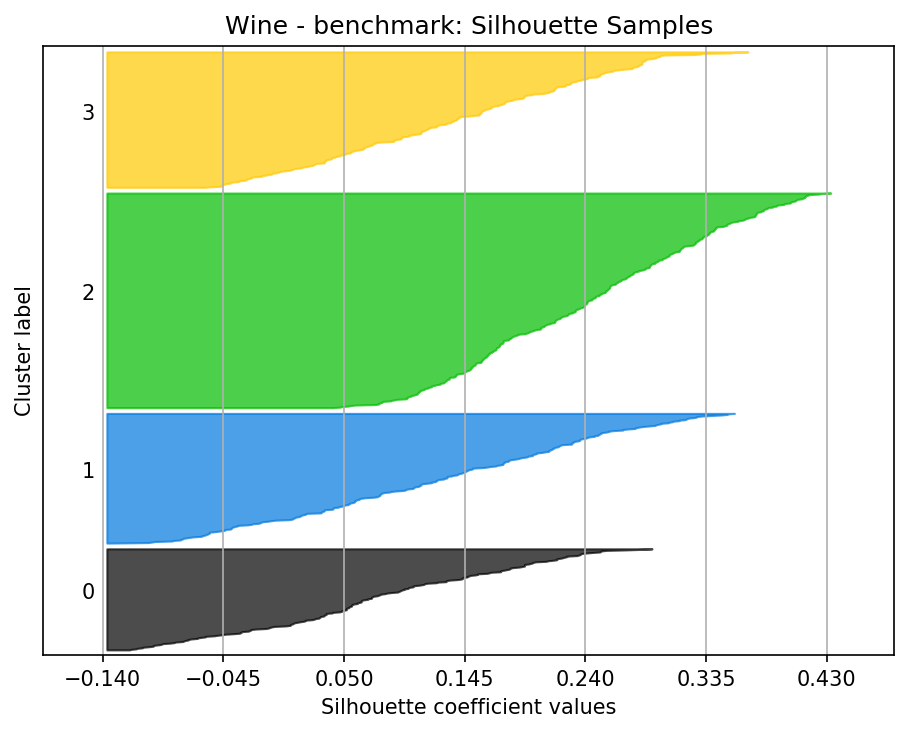 Wine - benchmark: Silhouette Samples
3
2
1
0
Cluster label
−0.140 −0.045 0.050 0.145 0.240 0.335 0.430
Silhouette coefficient values